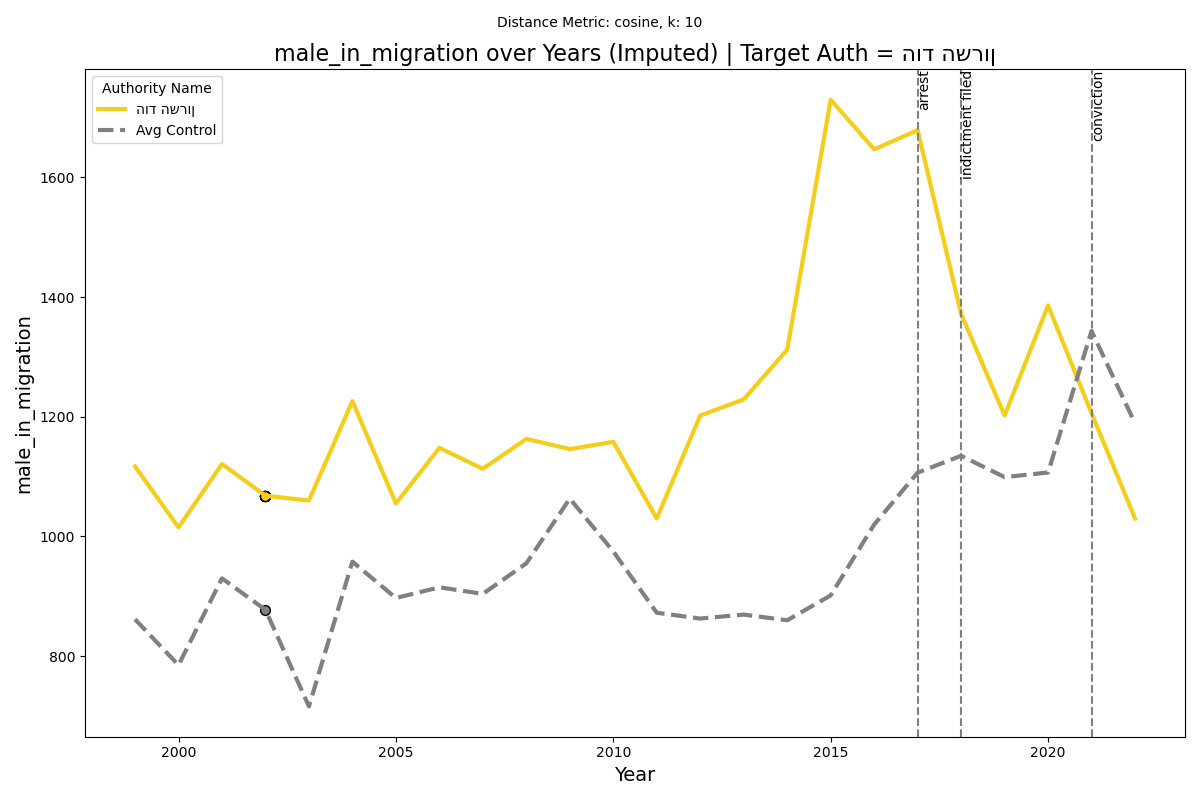 Distance Metric: cosine, k: 10
male_in_migration over Years (Imputed) | Target Auth = הוד השרון
Authority Name
הוד השרון
Avg Control
arrest
indictment filed
conviction
1600
1400
1200
1000
800
male_in_migration
2000 2005 2010 2015 2020
Year